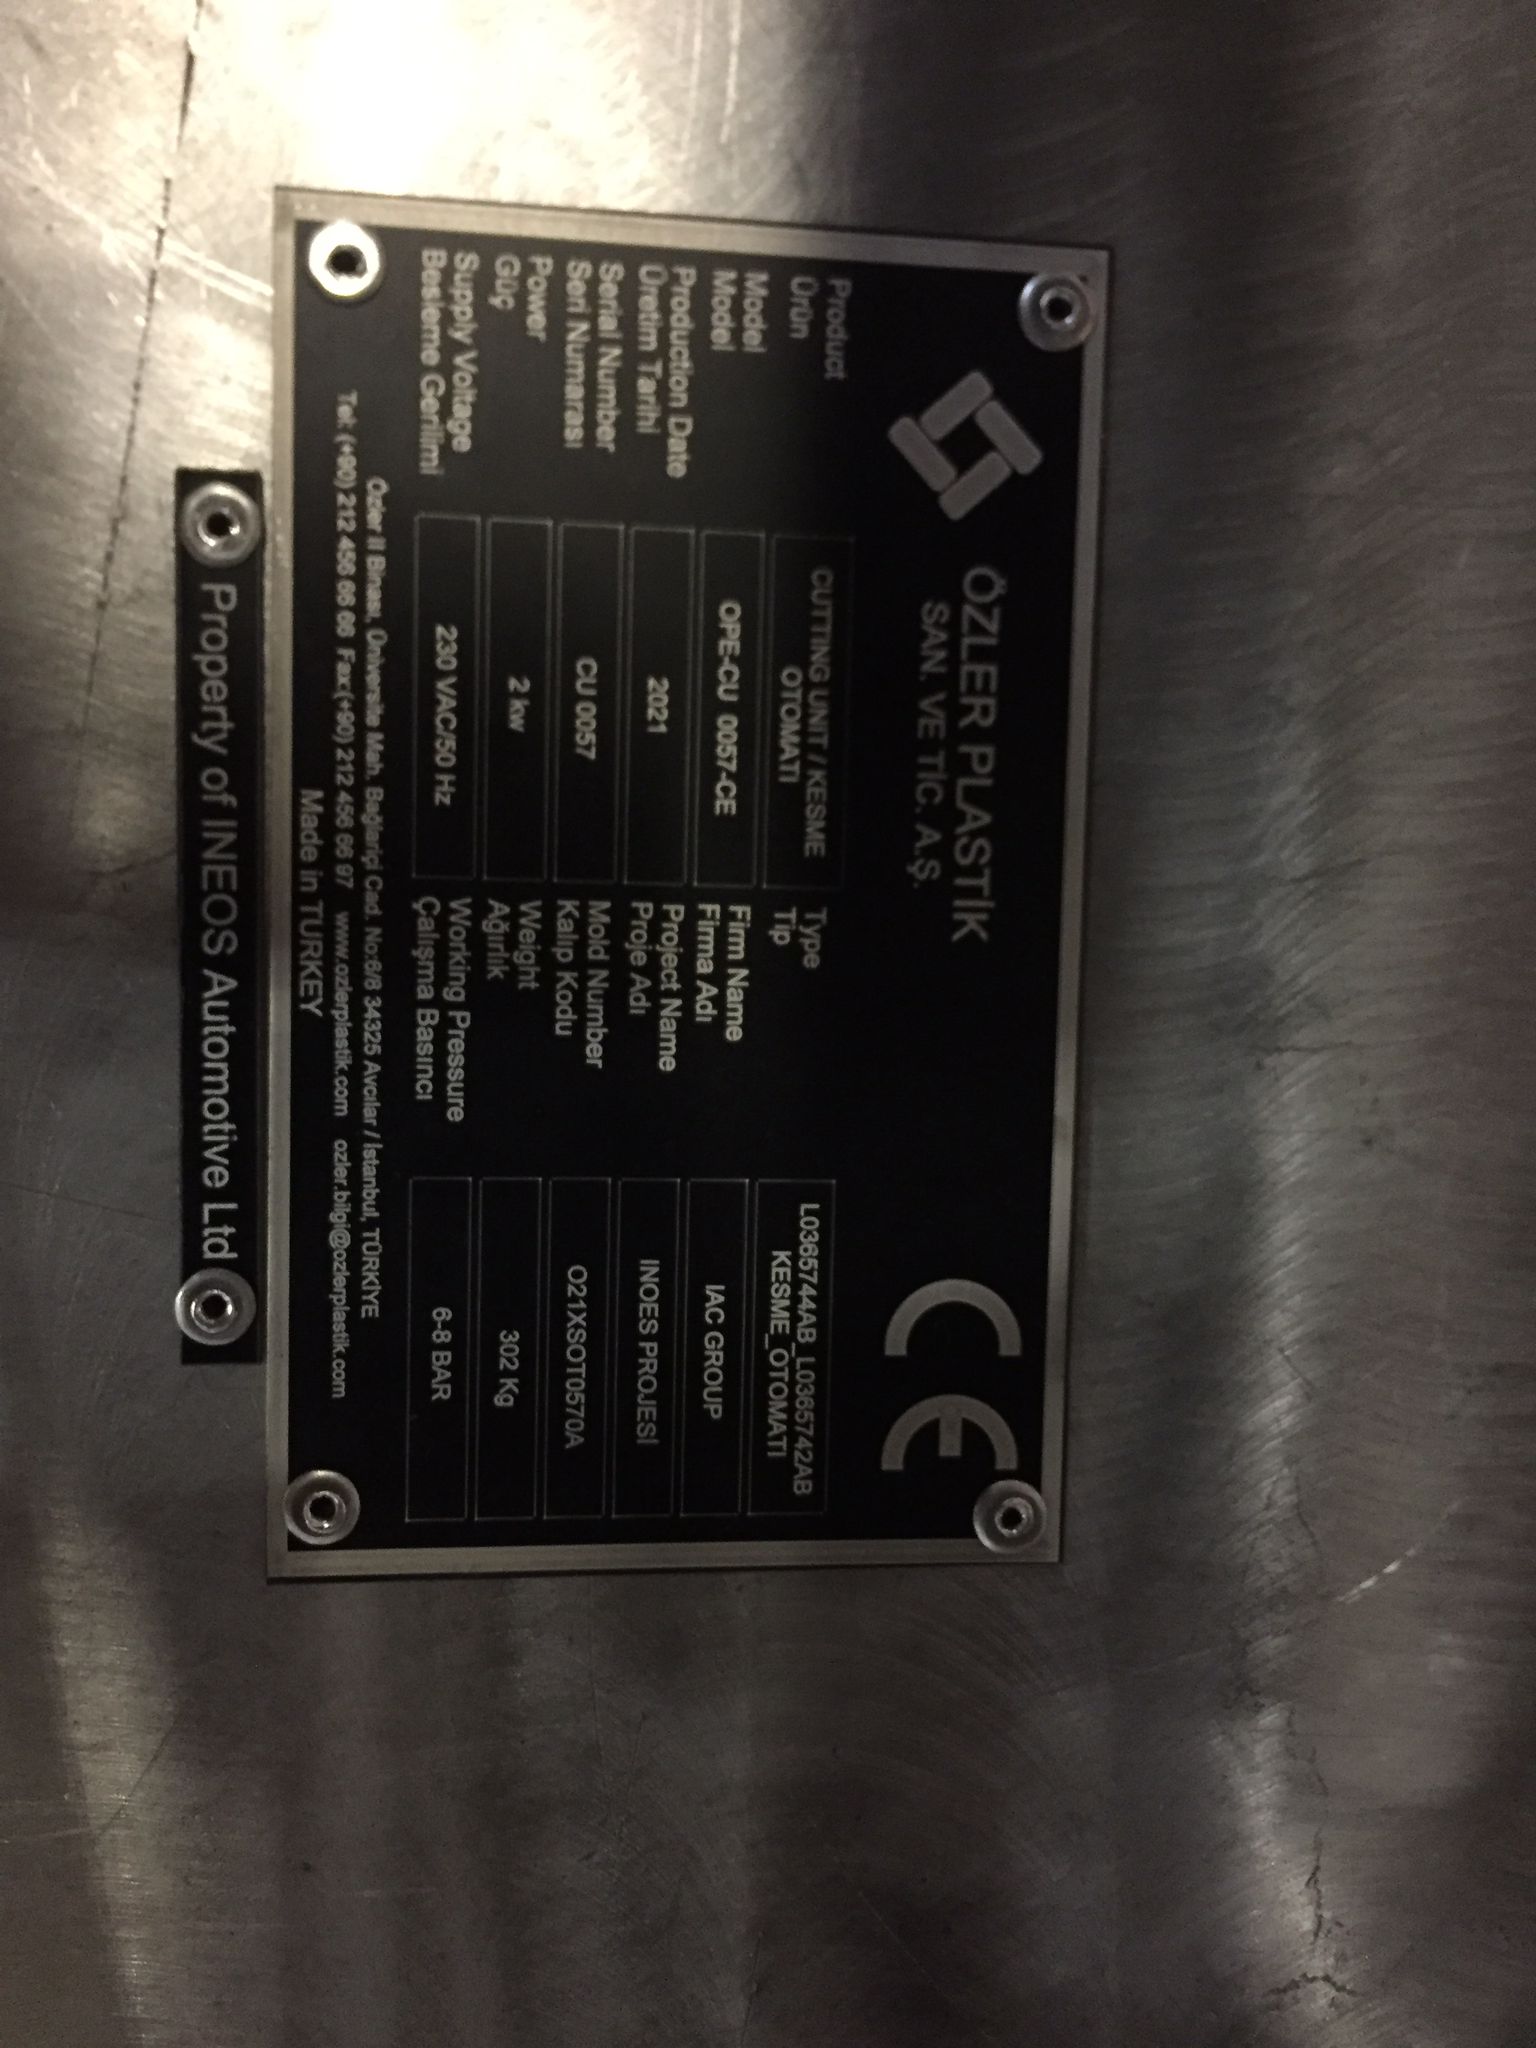 ÖZLER PLASTİK
SAN. VE TİC. A.Ş.
CE
Product
Ürün
CUTTING UNIT / KESME
OTOMATI
Type
Tip
L0365744AB_L0365742AB
KESME_OTOMATI
Model
Model
OPE-CU 0057-CE
Firm Name
Firma Adı
IAC GROUP
Production Date
Üretim Tarihi
2021
Project Name
Proje Adı
INOES PROJESİ
Serial Number
Seri Numarası
CU 0057
Mold Number
Kalıp Kodu
O21XSOT0570A
Power
Güç
2 kw
Weight
Ağırlık
302 Kg
Supply Voltage
Besleme Gerilimi
230 VAC/50 Hz
Working Pressure
Çalışma Basıncı
6-8 BAR
Özler II Binası, Üniversite Mah. Bağlariçi Cad. No:6/8 34325 Avcılar / İstanbul, TÜRKİYE
Tel: (+90) 212 456 66 66 Fax:(+90) 212 456 66 97 www.ozlerplastik.com ozler.bilgi@ozlerplastik.com
Made in TURKEY
Property of INEOS Automotive Ltd